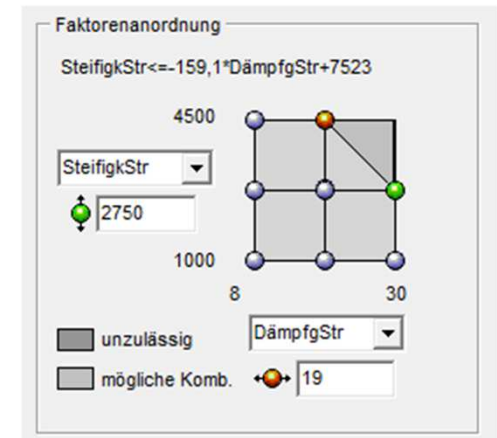 Faktorenanordnung
SteifigkStr<=-159,1*DämpfgStr+7523
4500
SteifigkStr
2750
1000
8 30
unzulässig DämpfgStr
mögliche Komb. 19